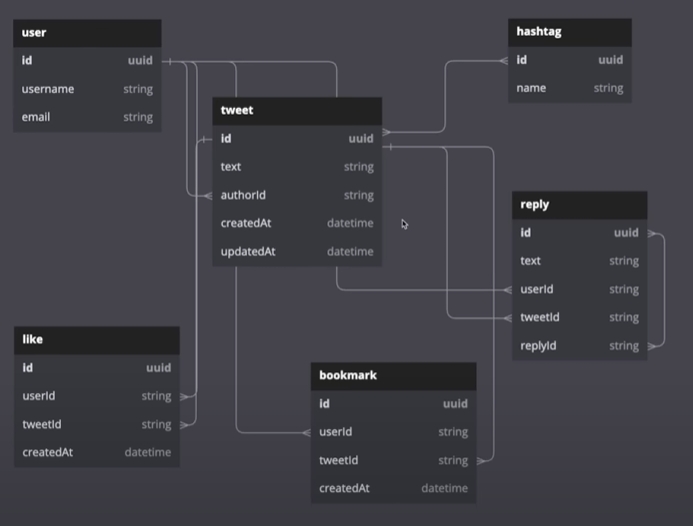 user
id uuid
username string
email string
hashtag
id uuid
name string
tweet
id uuid
text string
authorId string
createdAt datetime
updatedAt datetime
reply
id uuid
text string
userId string
tweetId string
replyId string
like
id uuid
userId string
tweetId string
createdAt datetime
bookmark
id uuid
userId string
tweetId string
createdAt datetime